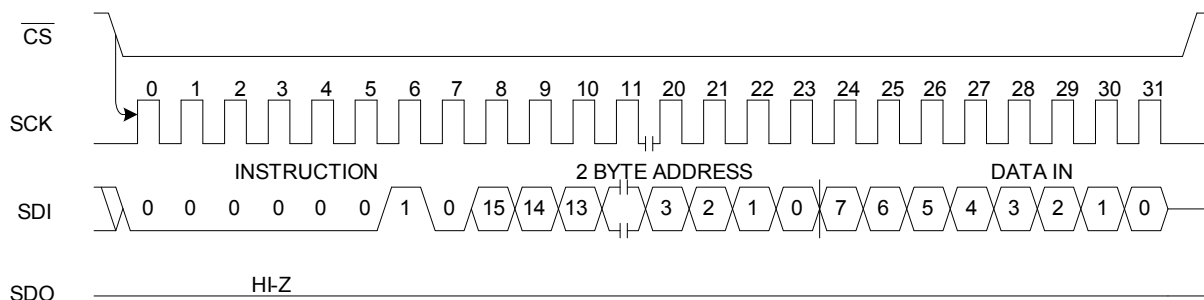 CS
0 1 2 3 4 5 6 7 8 9 10 11 20 21 22 23 24 25 26 27 28 29 30 31
SCK
INSTRUCTION 2 BYTE ADDRESS DATA IN
SDI 0 0 0 0 0 0 1 0 15 14 13 3 2 1 0 7 6 5 4 3 2 1 0
HI-Z
SDO